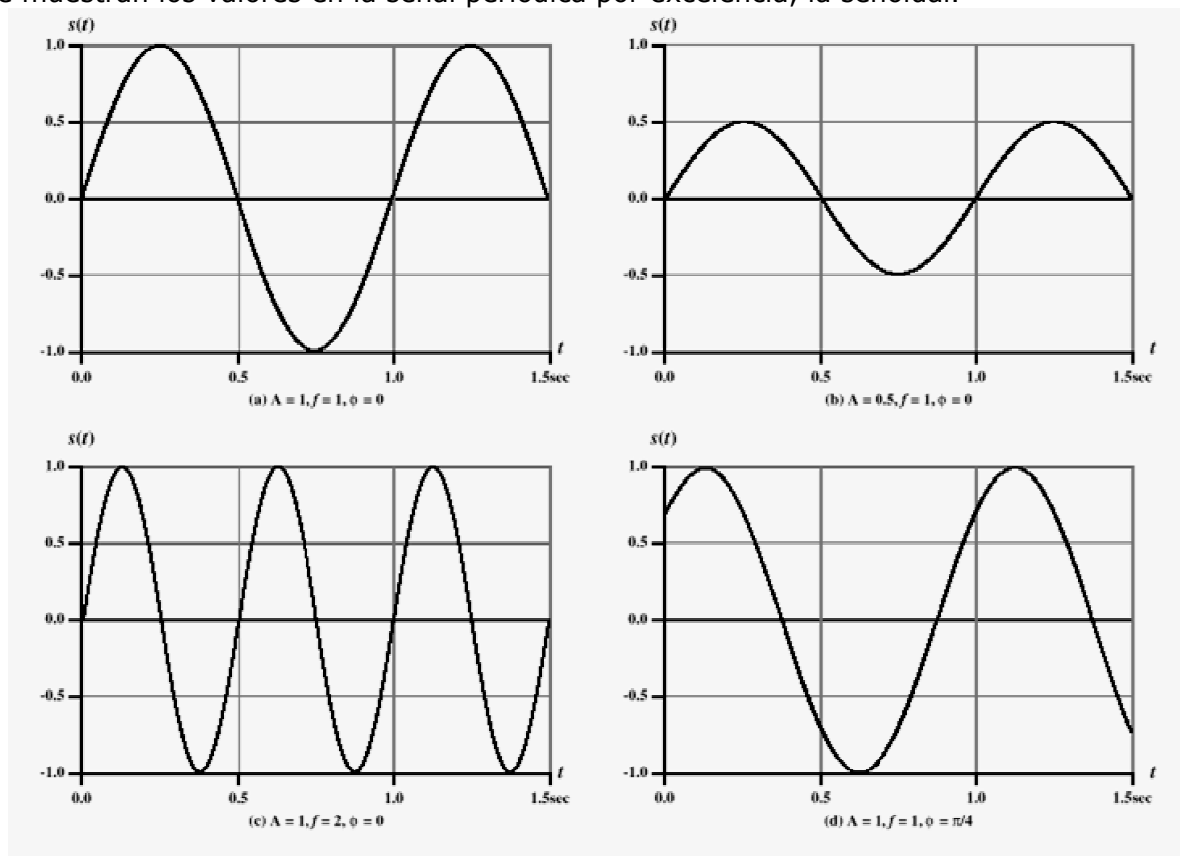 muestran los valores en la señal periódica por excelencia, la senoidal.
s(t)
1.0
0.5
0.0
-0.5
-1.0
t
0.0 0.5 1.0 1.5sec
(a) A = 1, f = 1, ϕ = 0
s(t)
1.0
0.5
0.0
-0.5
-1.0
t
0.0 0.5 1.0 1.5sec
(b) A = 0.5, f = 1, ϕ = 0
s(t)
1.0
0.5
0.0
-0.5
-1.0
t
0.0 0.5 1.0 1.5sec
(c) A = 1, f = 2, ϕ = 0
s(t)
1.0
0.5
0.0
-0.5
-1.0
t
0.0 0.5 1.0 1.5sec
(d) A = 1, f = 1, ϕ = π/4